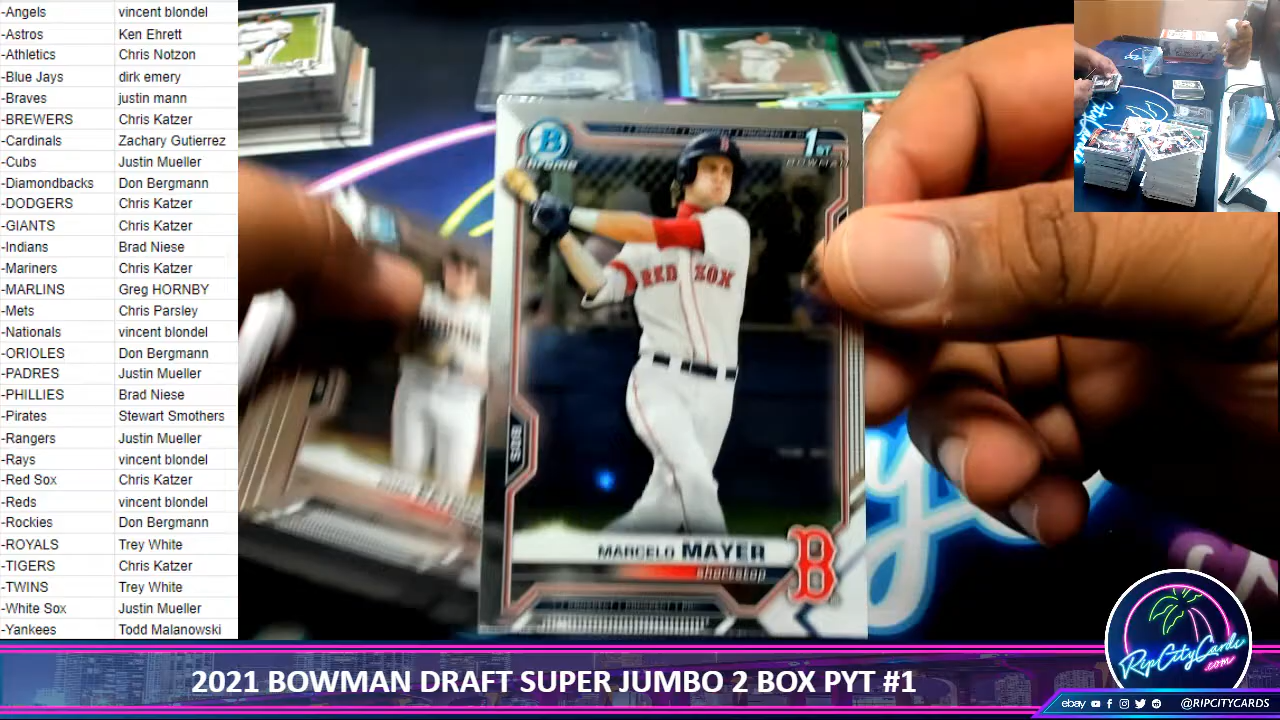 -Angels vincent blondel
-Astros Ken Ehrett
-Athletics Chris Notzon
-Blue Jays dirk emery
-Braves justin mann
-BREWERS Chris Katzer
-Cardinals Zachary Gutierrez
-Cubs Justin Mueller
-Diamondbacks Don Bergmann
-DODGERS Chris Katzer
-GIANTS Chris Katzer
-Indians Brad Niese
-Mariners Chris Katzer
-MARLINS Greg HORNBY
-Mets Chris Parsley
-Nationals vincent blondel
-ORIOLES Don Bergmann
-PADRES Justin Mueller
-PHILLIES Brad Niese
-Pirates Stewart Smothers
-Rangers Justin Mueller
-Rays vincent blondel
-Red Sox Chris Katzer
-Reds vincent blondel
-Rockies Don Bergmann
-ROYALS Trey White
-TIGERS Chris Katzer
-TWINS Trey White
-White Sox Justin Mueller
-Yankees Todd Malanowski
B
Chrome
1ST
BOWMAN
B
RED SOX
BDS
MARCELO MAYER
shortstop
B
RipCityCards
.com
2021 BOWMAN DRAFT SUPER JUMBO 2 BOX PYT #1
ebay @RIPCITYCARDS